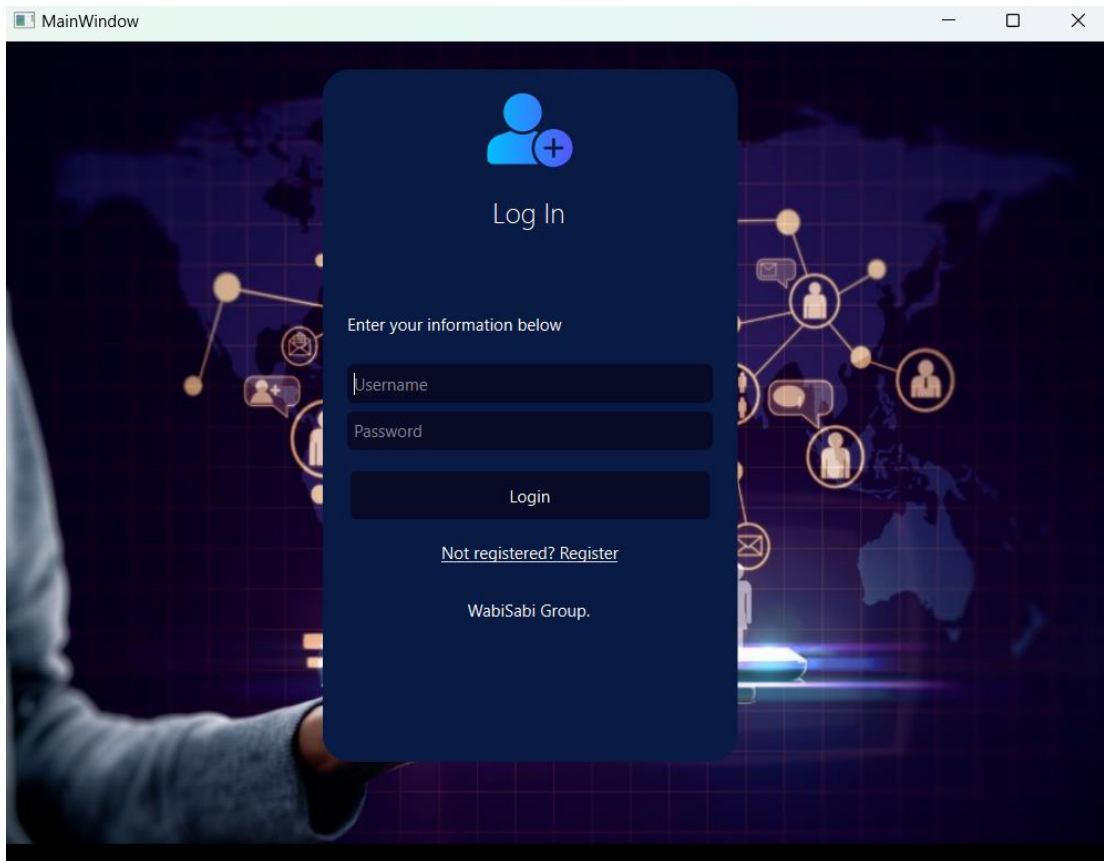 MainWindow
Log In
Enter your information below
Username
Password
Login
Not registered? Register
WabiSabi Group.